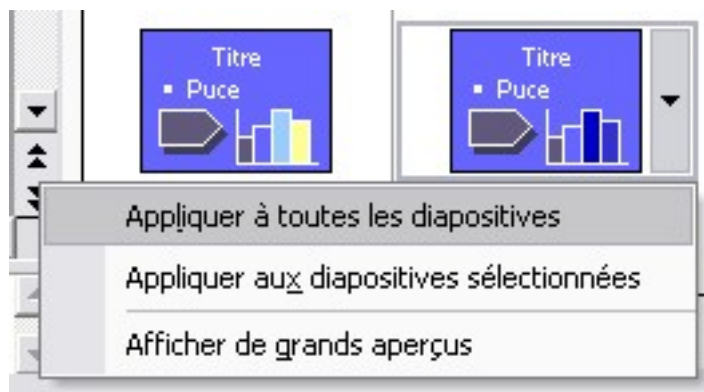 Titre
Puce
Titre
Puce
Appliquer à toutes les diapositives
Appliquer aux diapositives sélectionnées
Afficher de grands aperçus